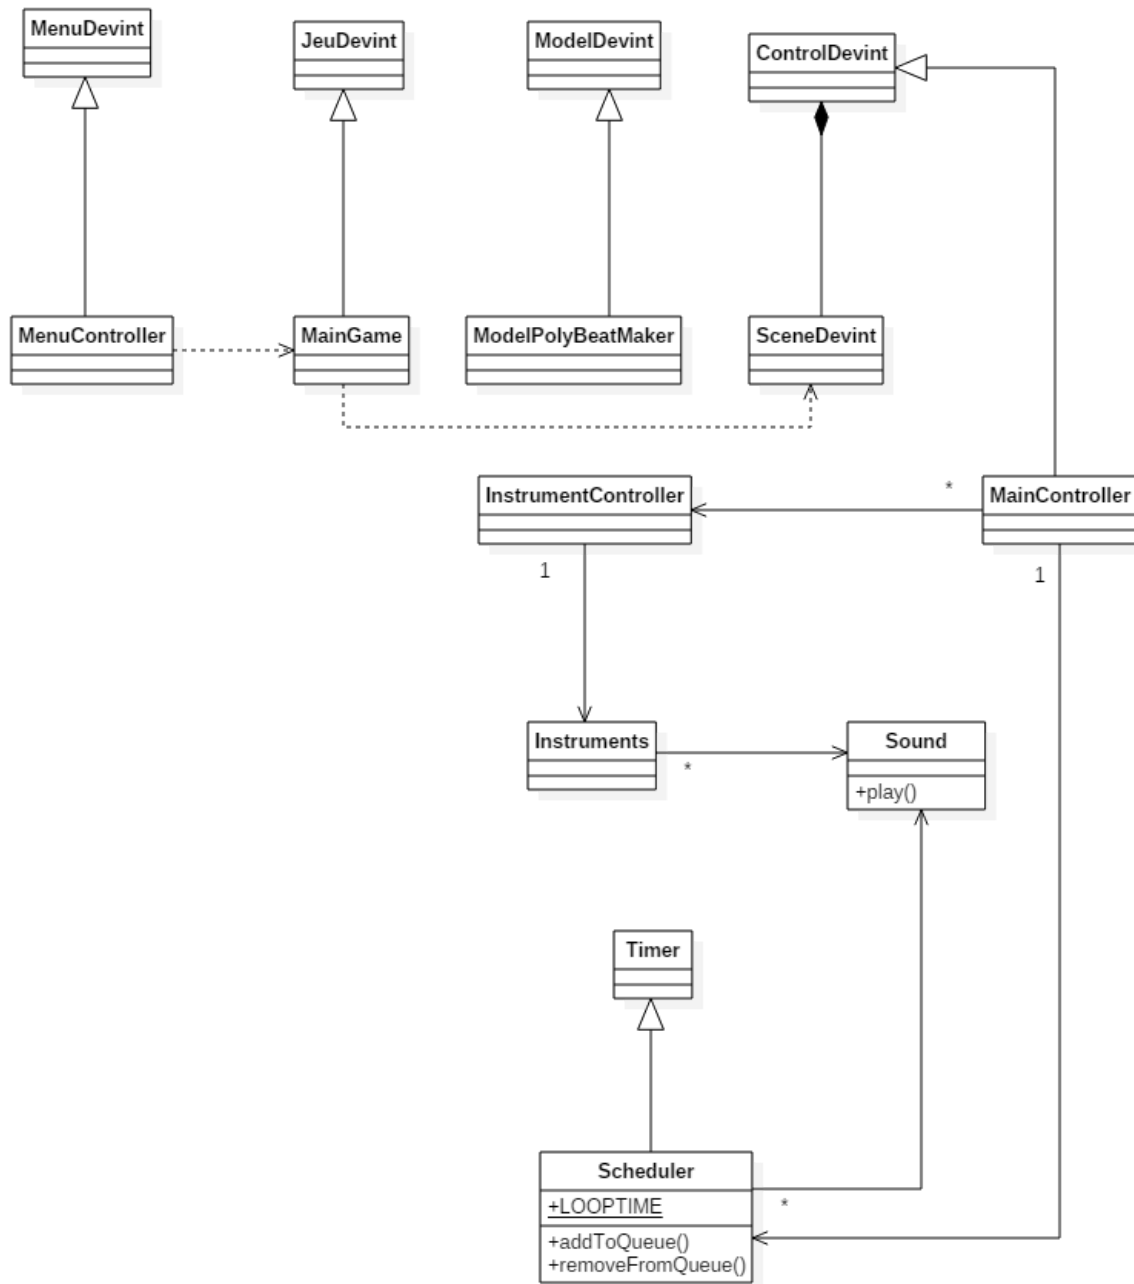 MenuDevint
JeuDevint
ModelDevint
ControlDevint
MenuController
MainGame
ModelPolyBeatMaker
SceneDevint
InstrumentController
*
MainController
1
1
Instruments
*
Sound
+play()
Timer
Scheduler
+LOOPTIME
*
+addToQueue()
+removeFromQueue()